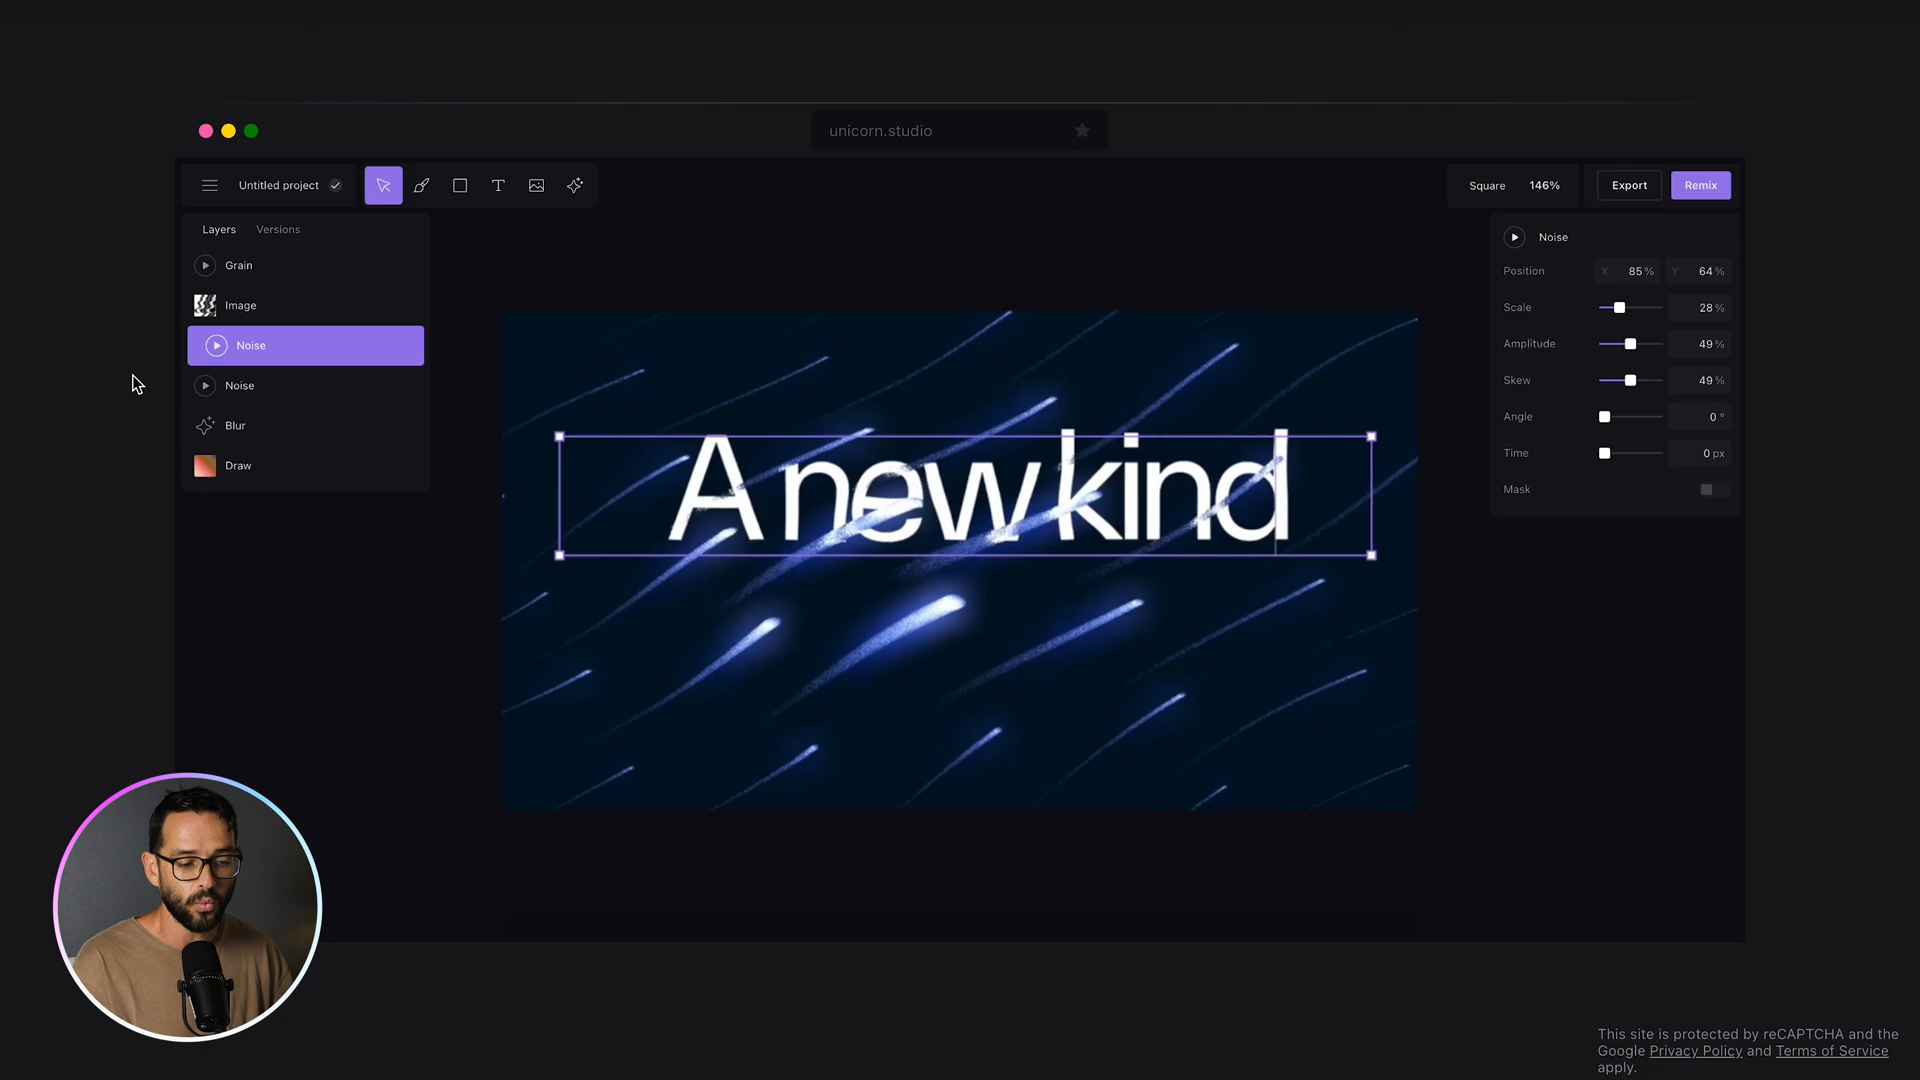 unicorn.studio
Untitled project
T
Square 146% Export Remix
Layers Versions
Grain
Image
Noise
Noise
Blur
Draw
Noise
Position X 85% Y 64%
Scale 28%
Amplitude 49%
Skew 49%
Angle 0°
Time 0 px
Mask
A new kind
This site is protected by reCAPTCHA and the
Google Privacy Policy and Terms of Service
apply.